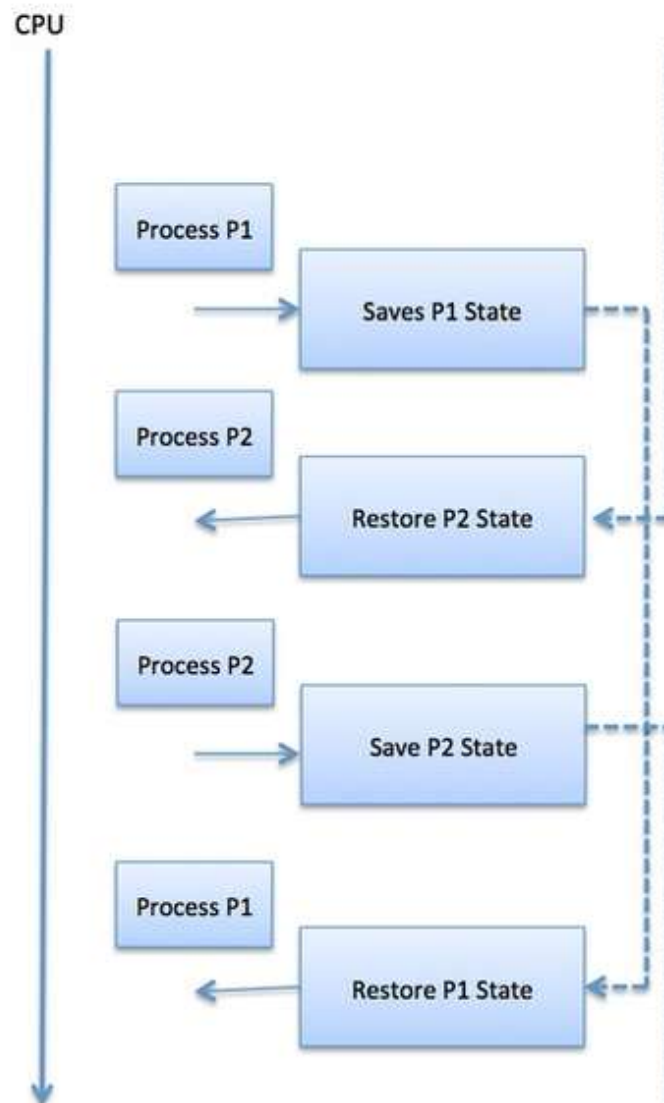 CPU
Process P1
Saves P1 State
Process P2
Restore P2 State
Process P2
Save P2 State
Process P1
Restore P1 State